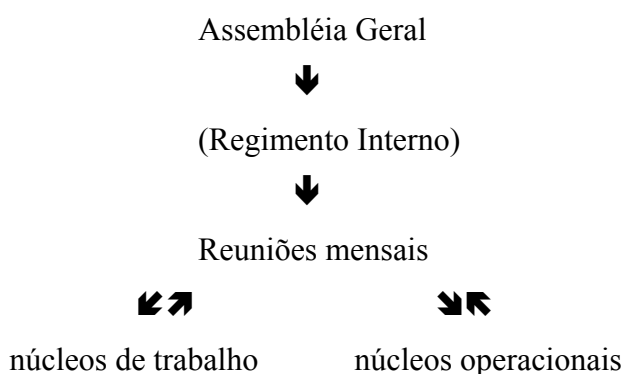 Assembléia Geral
(Regimento Interno)
Reuniões mensais
núcleos de trabalho núcleos operacionais